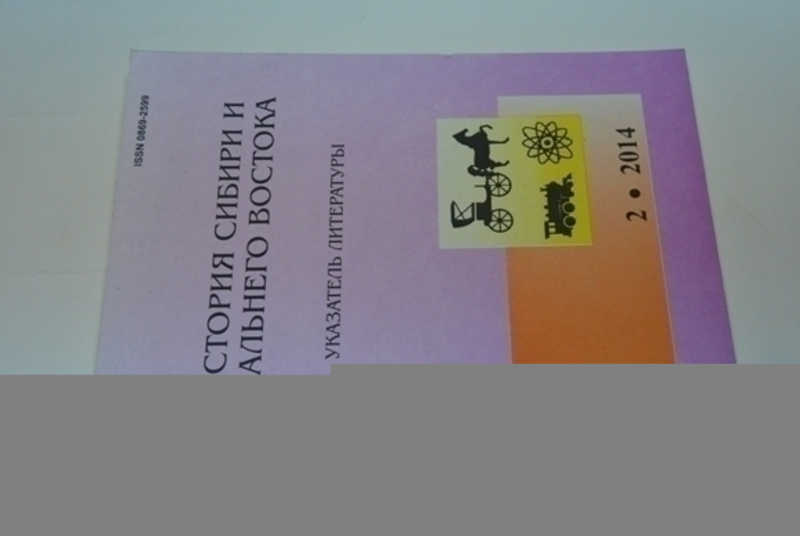 ISSN 0869-2599
СТОРИЯ СИБИРИ И
АЛЬНЕГО ВОСТОКА
УКАЗАТЕЛЬ ЛИТЕРАТУРЫ
2 • 2014